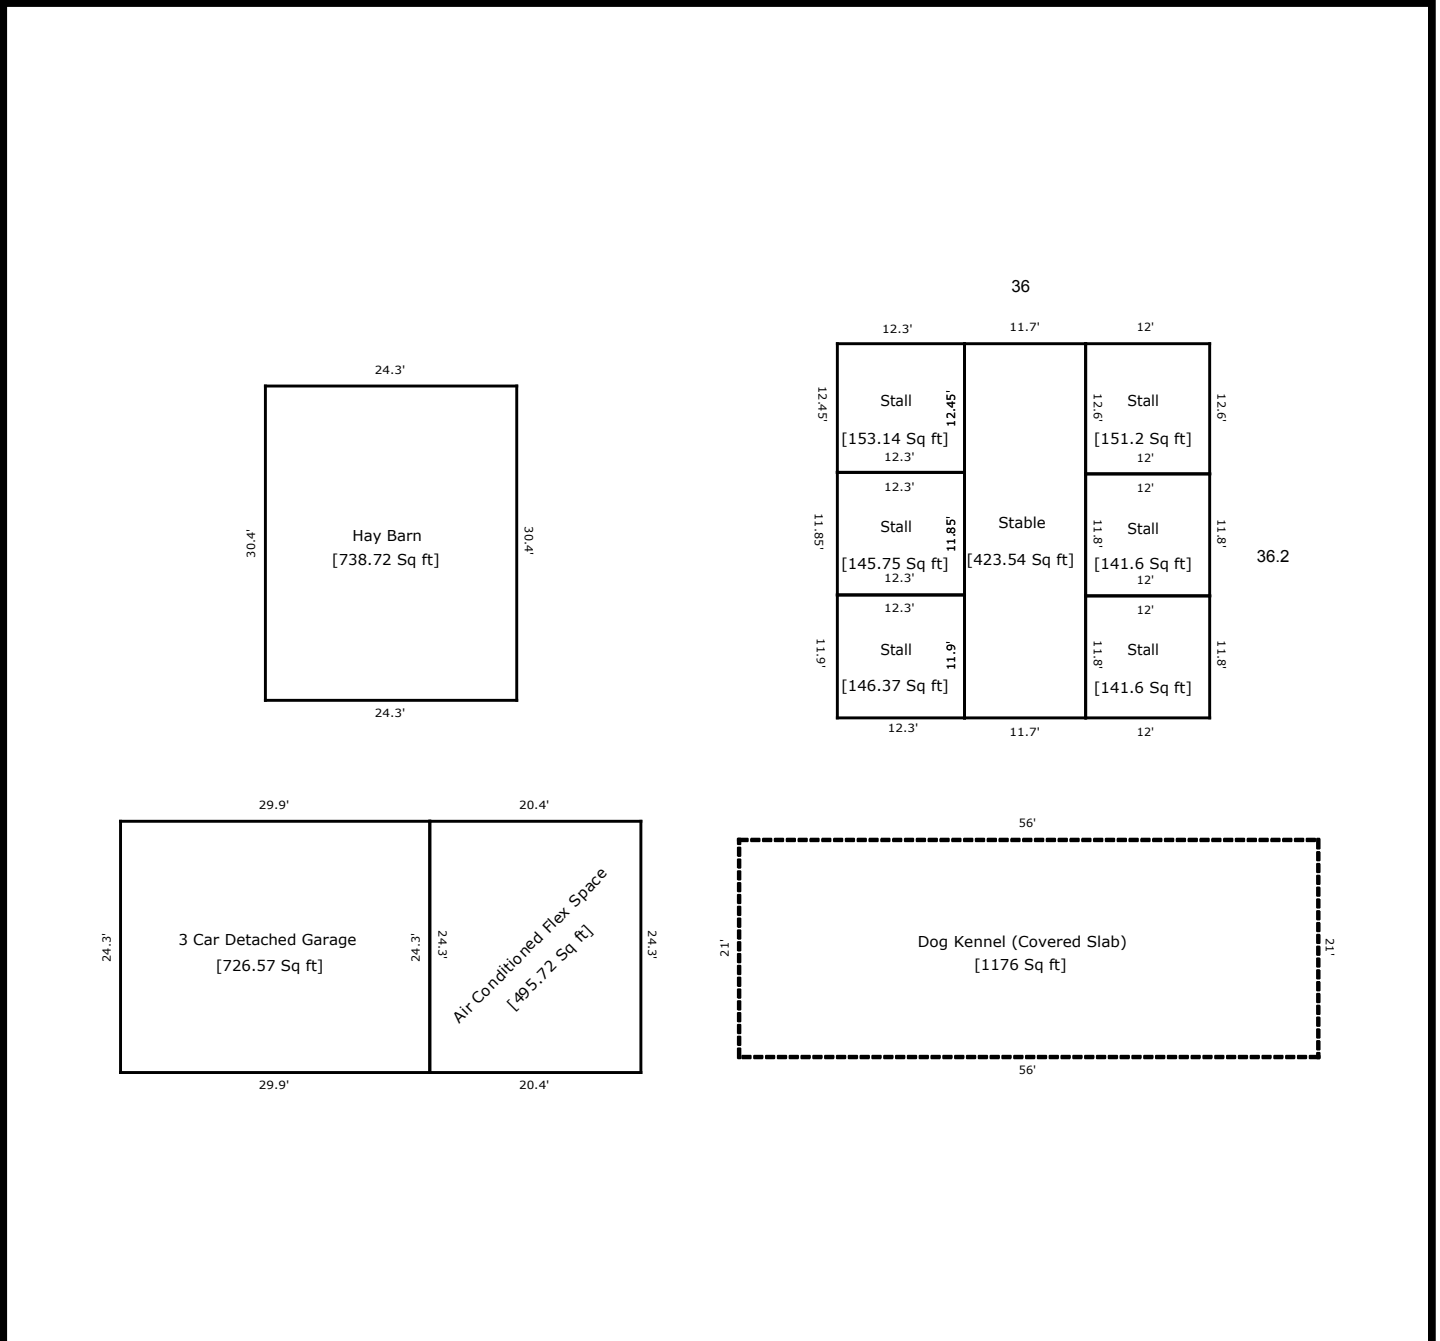 36
12.3'
11.7'
12'
24.3'
12.45'
Stall
12.45'
12.6'
Stall
12.6'
[153.14 Sq ft]
[151.2 Sq ft]
12.3'
12'
12.3'
12'
11.85'
Stall
11.85'
Stable
11.8'
Stall
11.8'
30.4'
Hay Barn
30.4'
[738.72 Sq ft]
36.2
[145.75 Sq ft]
[423.54 Sq ft]
[141.6 Sq ft]
12.3'
12'
12.3'
12'
11.9'
Stall
11.9'
11.8'
Stall
11.8'
[146.37 Sq ft]
[141.6 Sq ft]
24.3'
12.3'
11.7'
12'
29.9'
20.4'
56'
24.3'
3 Car Detached Garage
[726.57 Sq ft]
24.3'
24.3'
Air Conditioned Flex Space
[495.72 Sq ft]
24.3'
21'
Dog Kennel (Covered Slab)
[1176 Sq ft]
21'
29.9'
20.4'
56'